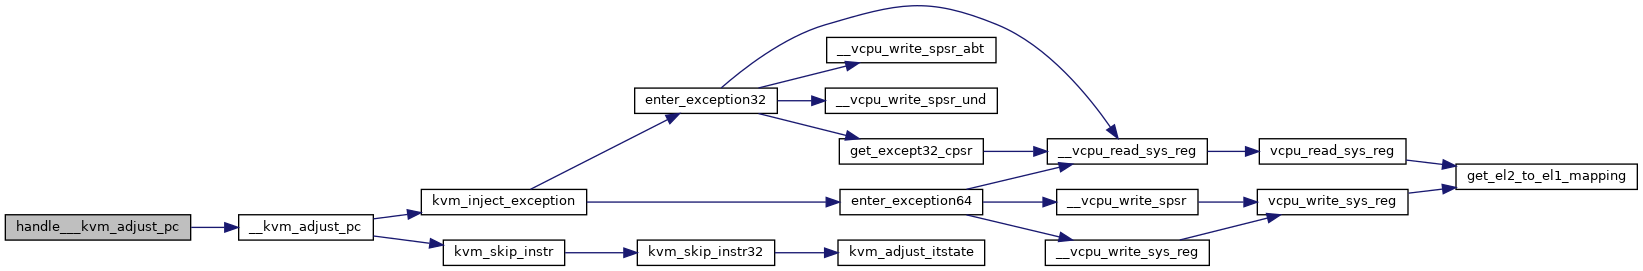 handle___kvm_adjust_pc
__kvm_adjust_pc
kvm_inject_exception
kvm_skip_instr
enter_exception32
kvm_skip_instr32
__vcpu_write_spsr_abt
__vcpu_write_spsr_und
get_except32_cpsr
enter_exception64
kvm_adjust_itstate
__vcpu_read_sys_reg
__vcpu_write_spsr
__vcpu_write_sys_reg
vcpu_read_sys_reg
vcpu_write_sys_reg
get_el2_to_el1_mapping